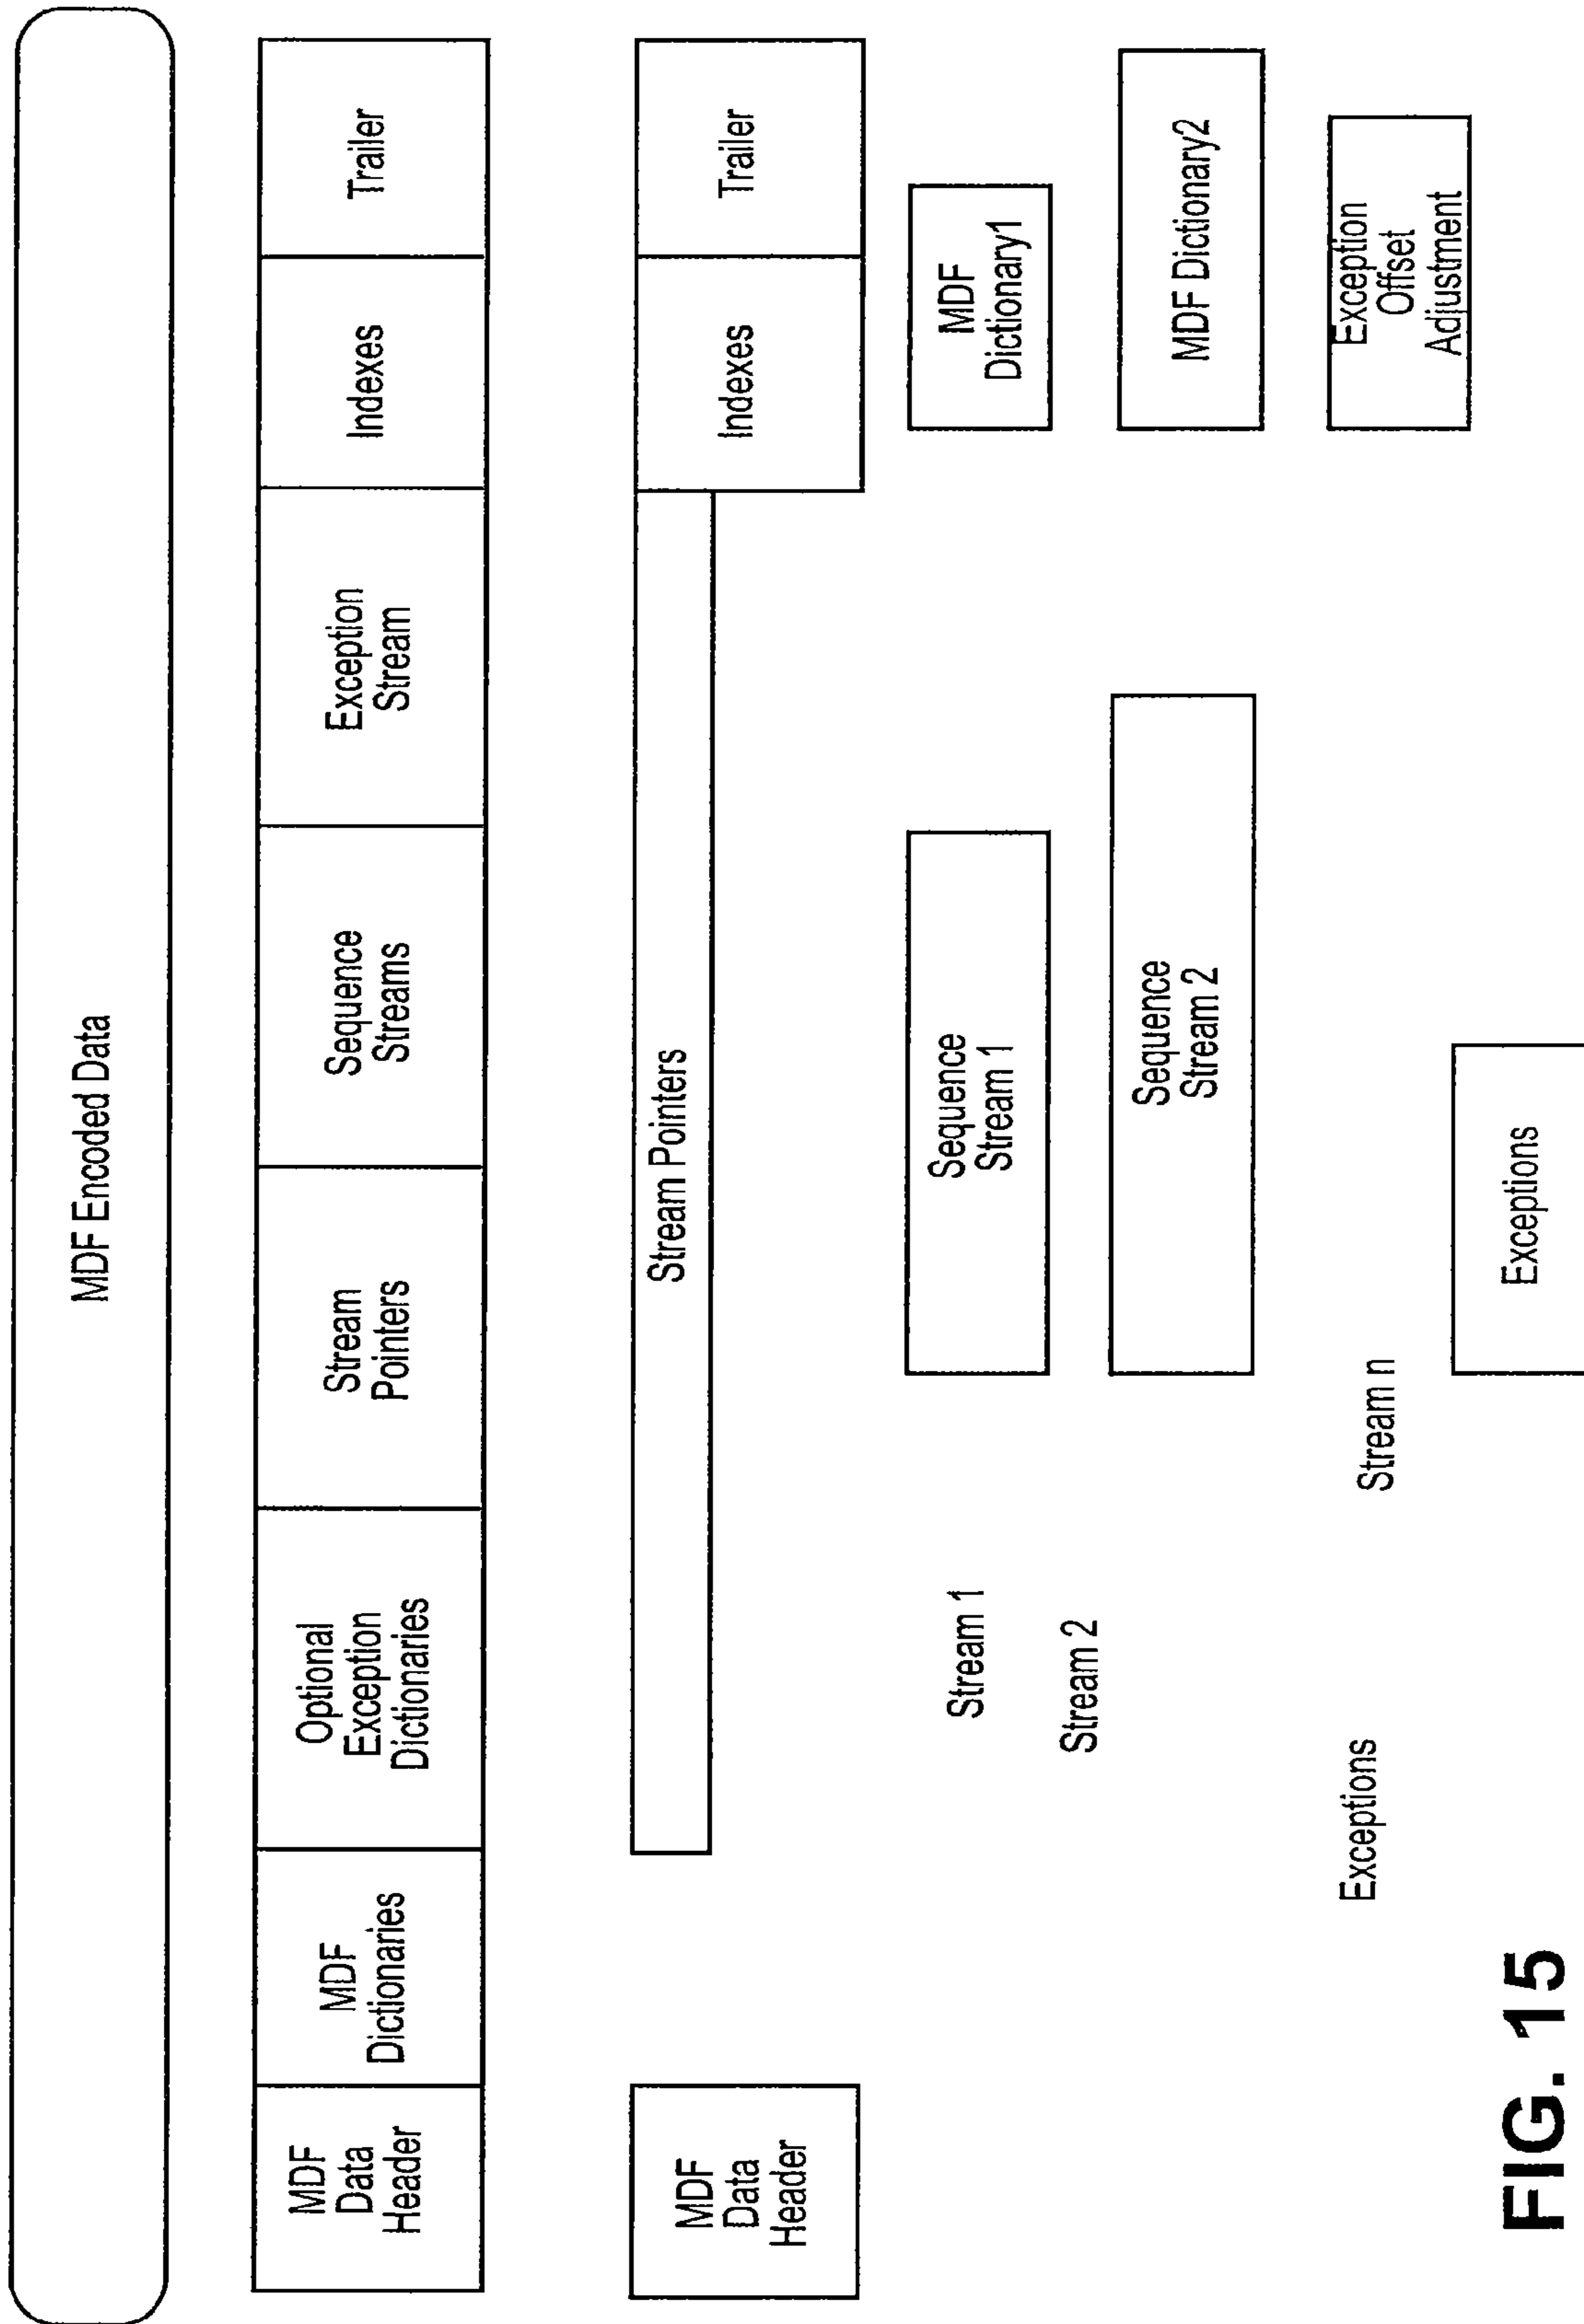 MDF Encoded Data
MDF
Data
Header
MDF
Dictionaries
Optional
Exception
Dictionaries
Stream
Pointers
Sequence
Streams
Exception
Stream
Indexes
Trailer
MDF
Data
Header
Stream Pointers
Indexes
Trailer
Stream 1
Sequence
Stream 1
MDF
Dictionary1
Stream 2
Sequence
Stream 2
MDF Dictionary2
Exceptions
Stream n
Exception
Offset
Adjustment
Exceptions
FIG. 15